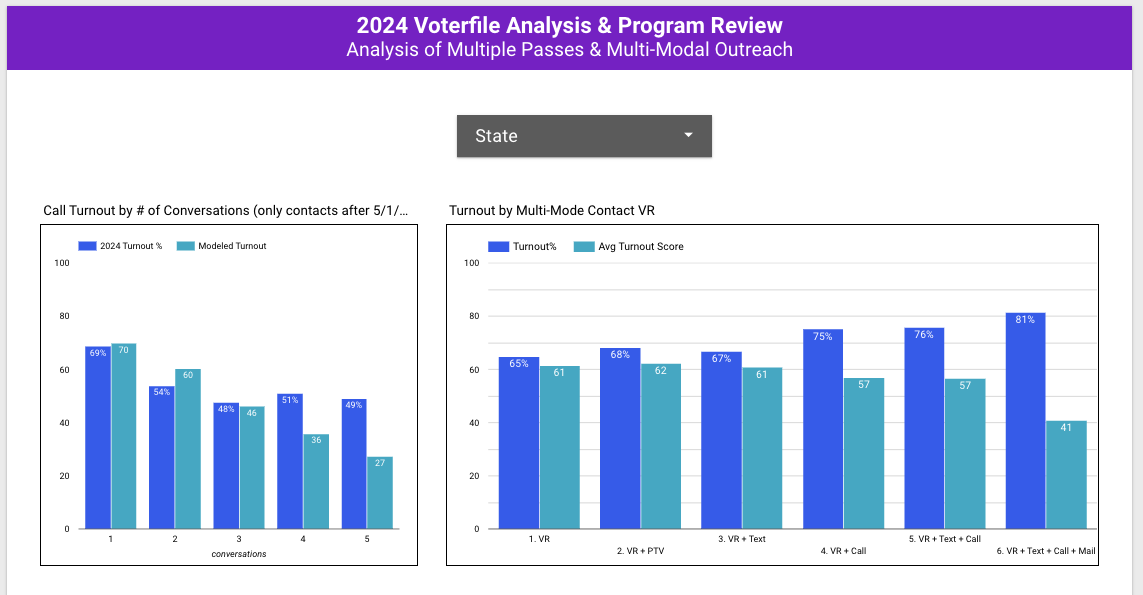 2024 Voterfile Analysis & Program Review
Analysis of Multiple Passes & Multi-Modal Outreach
State
Call Turnout by # of Conversations (only contacts after 5/1/...
2024 Turnout %
Modeled Turnout
100
80
60
40
20
0
69%
70
54%
60
48%
46
51%
36
49%
27
1
2
3
4
5
conversations
Turnout by Multi-Mode Contact VR
Turnout%
Avg Turnout Score
100
80
60
40
20
0
65%
61
68%
62
67%
61
75%
57
76%
57
81%
41
1. VR
2. VR + PTV
3. VR + Text
4. VR + Call
5. VR + Text + Call
6. VR + Text + Call + Mail